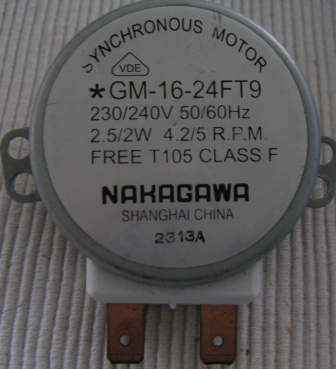 SYNCHRONOUS MOTOR
VDE
*GM-16-24FT9
230/240V 50/60Hz
2.5/2W 4.2/5 R.P.M.
FREE T105 CLASS F
NAKAGAWA
SHANGHAI CHINA
2313A